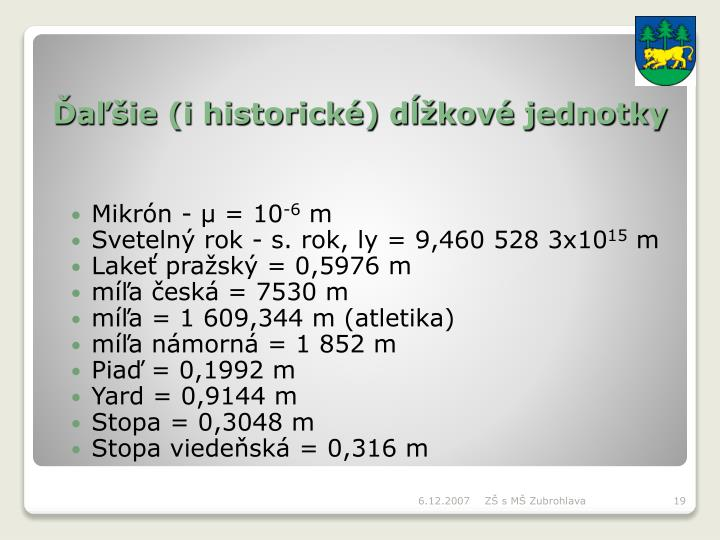 Ďaľšie (i historické) dĺžkové jednotky
• Mikrón - μ = 10⁻⁶ m
• Svetelný rok - s. rok, ly = 9,460 528 3x10¹⁵ m
• Lakeť pražský = 0,5976 m
• míľa česká = 7530 m
• míľa = 1 609,344 m (atletika)
• míľa námorná = 1 852 m
• Piaď = 0,1992 m
• Yard = 0,9144 m
• Stopa = 0,3048 m
• Stopa viedeňská = 0,316 m
6.12.2007 ZŠ s MŠ Zubrohlava 19